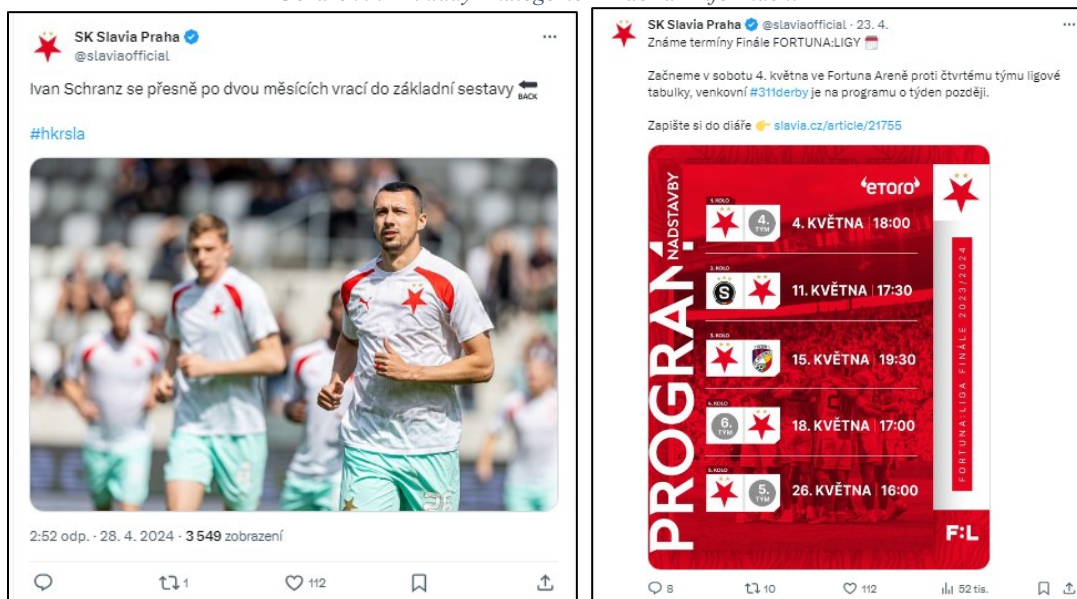 SK Slavia Praha
@slaviaofficial
Ivan Schranz se přesně po dvou měsících vrací do základní sestavy BACK
#hkrsla
2:52 odp. · 28. 4. 2024 · 3 549 zobrazení
1
112
SK Slavia Praha @slaviaofficial · 23. 4.
Známe termíny Finále FORTUNA:LIGY
Začneme v sobotu 4. května ve Fortuna Areně proti čtvrtému týmu ligové
tabulky, venkovní #311derby je na programu o týden později.
Zapište si do diáře slavia.cz/article/21755
PROGRAM
NADSTAVBY
'etoro'
1. KOLO
4. TÝM
4. KVĚTNA | 18:00
2. KOLO
S
11. KVĚTNA | 17:30
3. KOLO
15. KVĚTNA | 19:30
4. KOLO
6. TÝM
18. KVĚTNA | 17:00
5. KOLO
5. TÝM
26. KVĚTNA | 16:00
FORTUNA:LIGA FINÁLE 2023/2024
F:L
8
10
112
52 tis.